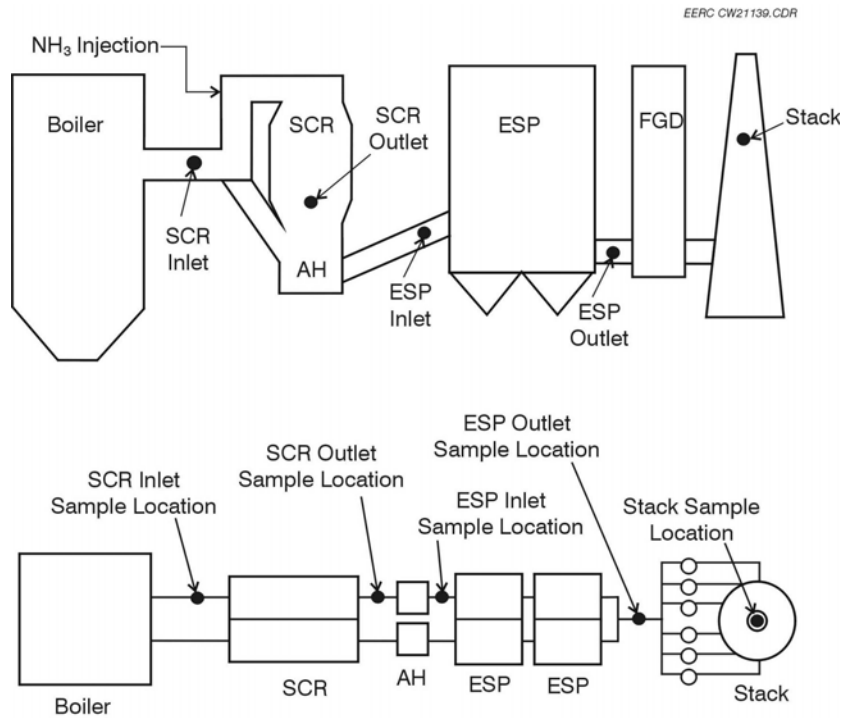 EERC CW21139.CDR
NH₃ Injection
Boiler
SCR
SCR
Outlet
ESP
FGD
Stack
SCR
Inlet
AH
ESP
Inlet
ESP
Outlet
ESP Outlet
Sample Location
SCR Outlet
Sample Location
SCR Inlet
Sample Location
ESP Inlet
Sample Location
Stack Sample
Location
Boiler
SCR
AH
ESP
ESP
Stack